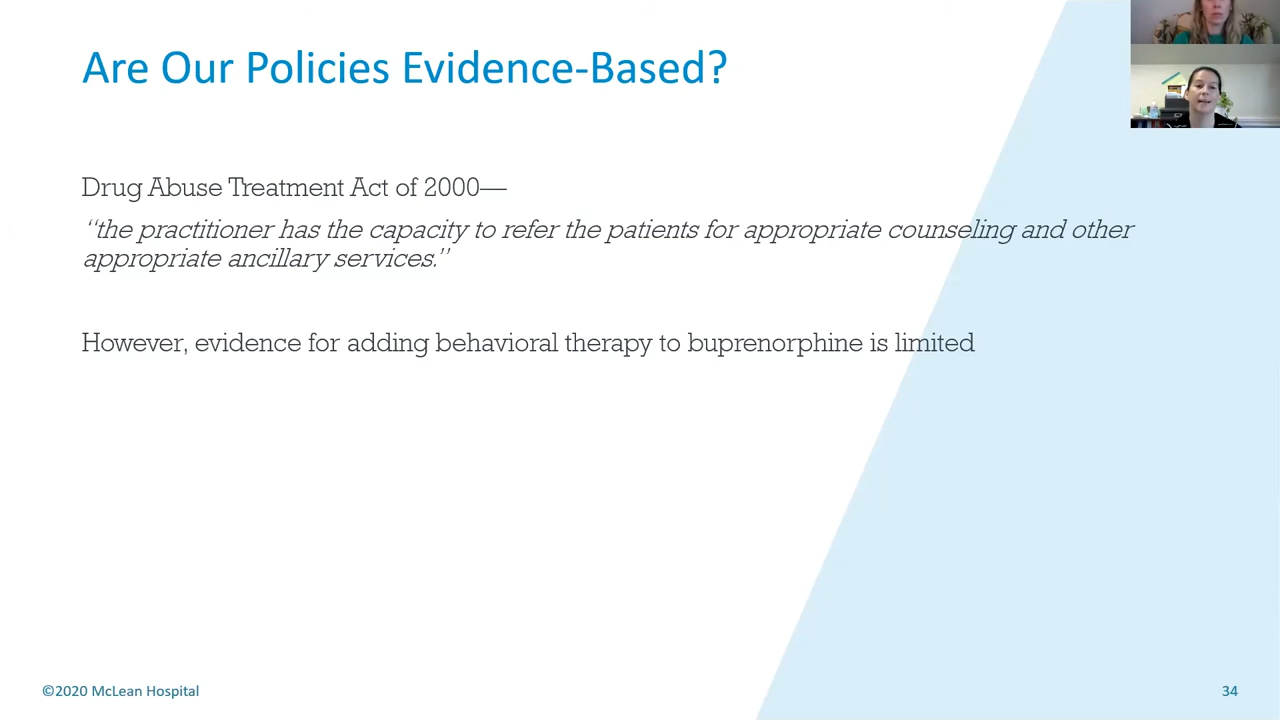 Are Our Policies Evidence-Based?
Drug Abuse Treatment Act of 2000—
“the practitioner has the capacity to refer the patients for appropriate counseling and other
appropriate ancillary services.”
However, evidence for adding behavioral therapy to buprenorphine is limited
©2020 McLean Hospital
34